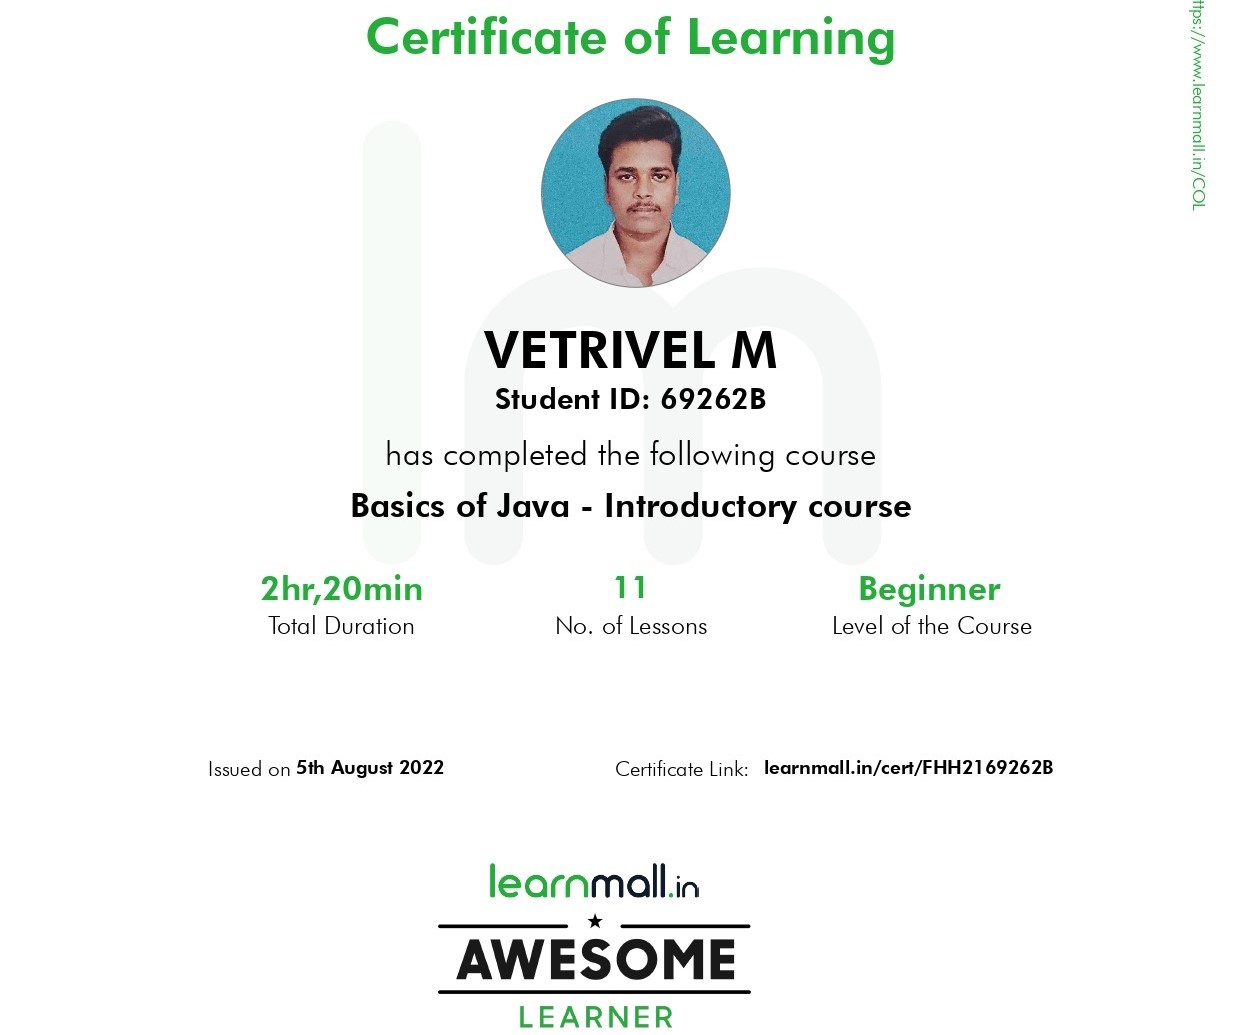 Certificate of Learning
ttps://www.learnmall.in/COL
VETRIVEL M
Student ID: 69262B
has completed the following course
Basics of Java - Introductory course
2hr,20min
Total Duration
11
No. of Lessons
Beginner
Level of the Course
Issued on 5th August 2022
Certificate Link: learnmall.in/cert/FHH2169262B
learnmall.in
AWESOME
LEARNER